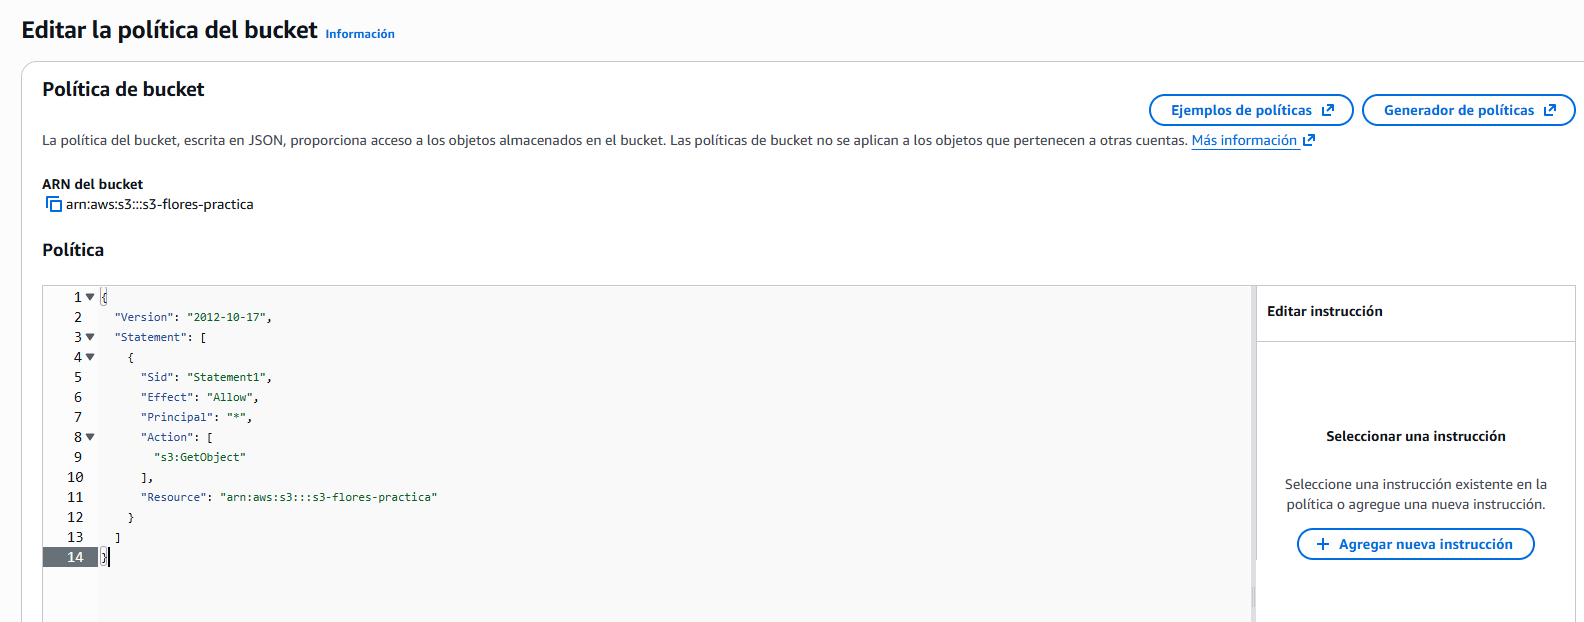 Editar la política del bucket Información
Política de bucket
Ejemplos de políticas
Generador de políticas
La política del bucket, escrita en JSON, proporciona acceso a los objetos almacenados en el bucket. Las políticas de bucket no se aplican a los objetos que pertenecen a otras cuentas. Más información
ARN del bucket
arn:aws:s3:::s3-flores-practica
Política
1 {
2 "Version": "2012-10-17",
3 "Statement": [
4 {
5 "Sid": "Statement1",
6 "Effect": "Allow",
7 "Principal": "*",
8 "Action": [
9 "s3:GetObject"
10 ],
11 "Resource": "arn:aws:s3:::s3-flores-practica"
12 }
13 ]
14 }
Editar instrucción
Seleccionar una instrucción
Seleccione una instrucción existente en la
política o agregue una nueva instrucción.
+ Agregar nueva instrucción